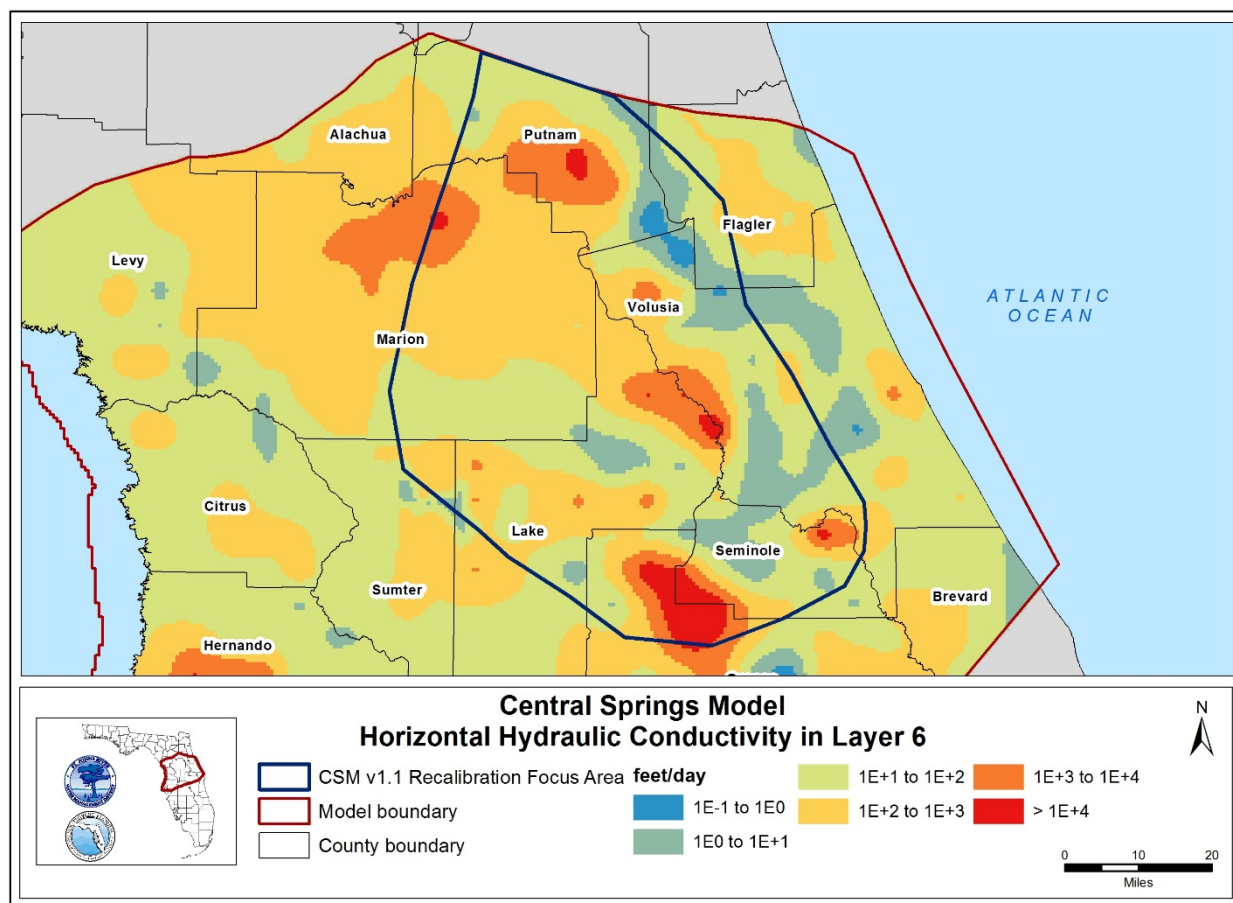 Alachua
Putnam
Flagler
Levy
ATLANTIC
OCEAN
Volusia
Marion
Citrus
Lake
Seminole
Sumter
Brevard
Hernando
Central Springs Model
Horizontal Hydraulic Conductivity in Layer 6
N
CSM v1.1 Recalibration Focus Area
Model boundary
County boundary
feet/day
1E-1 to 1E0
1E0 to 1E+1
1E+1 to 1E+2
1E+2 to 1E+3
1E+3 to 1E+4
> 1E+4
0 10 20
Miles